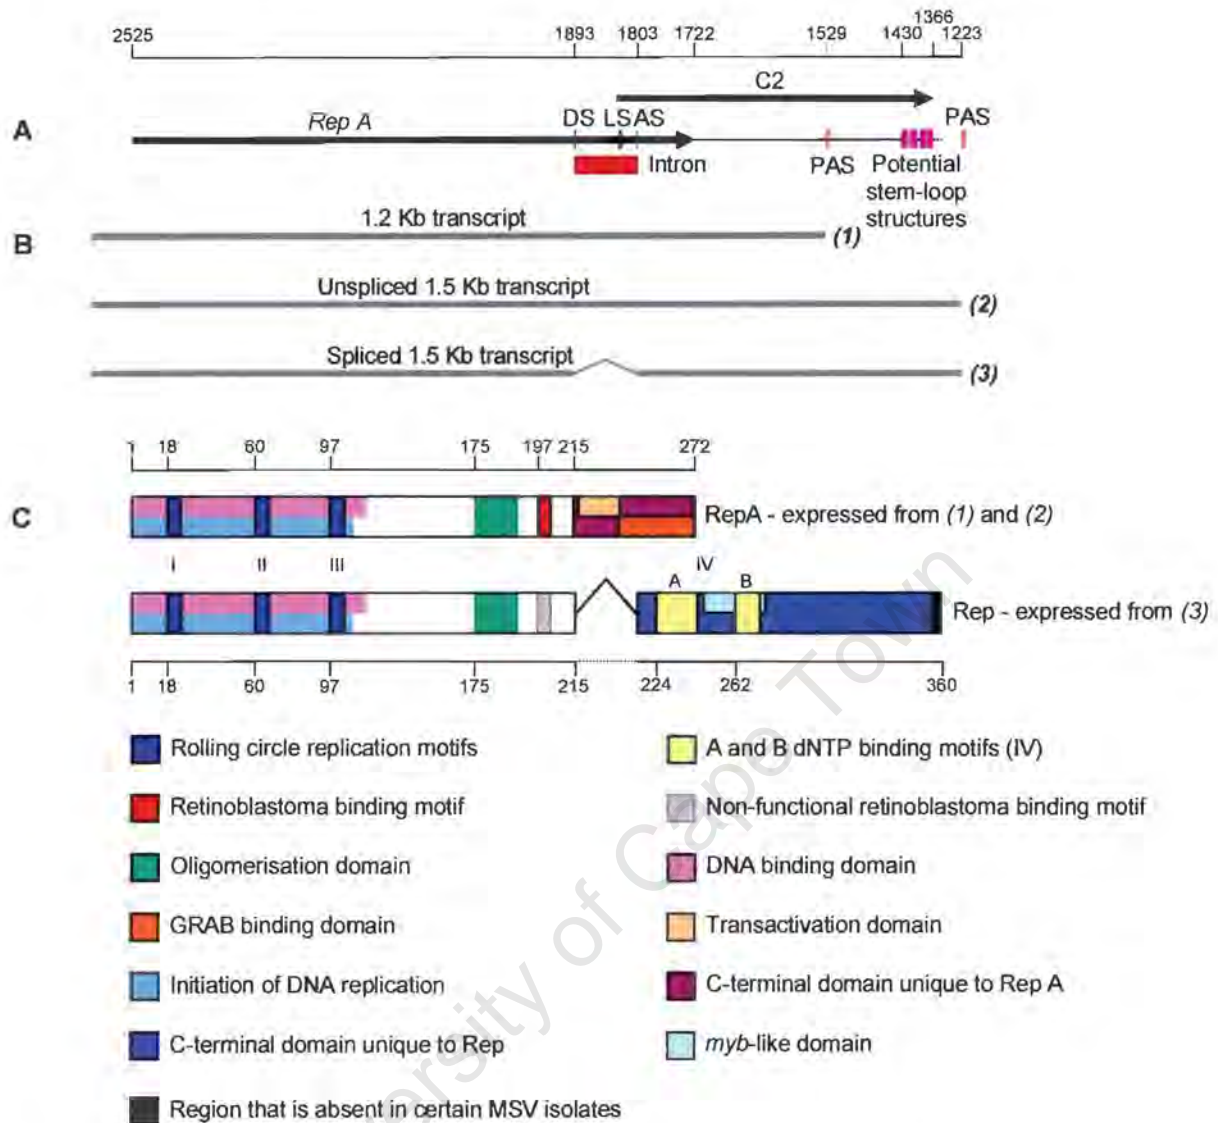 1366
2525 1893 1803 1722 1529 1430 1223
C2
A Rep A DS LS AS PAS
Intron PAS Potential
stem-loop
structures
1.2 Kb transcript
B (1)
Unspliced 1.5 Kb transcript
(2)
Spliced 1.5 Kb transcript
(3)
1 18 60 97 175 197 215 272
C RepA - expressed from (1) and (2)
I II III IV
A B
Rep - expressed from (3)
1 18 60 97 175 215 224 262 360
Rolling circle replication motifs
A and B dNTP binding motifs (IV)
Retinoblastoma binding motif
Non-functional retinoblastoma binding motif
Oligomerisation domain
DNA binding domain
GRAB binding domain
Transactivation domain
Initiation of DNA replication
C-terminal domain unique to Rep A
C-terminal domain unique to Rep
myb-like domain
Region that is absent in certain MSV isolates
versity of Cape Town